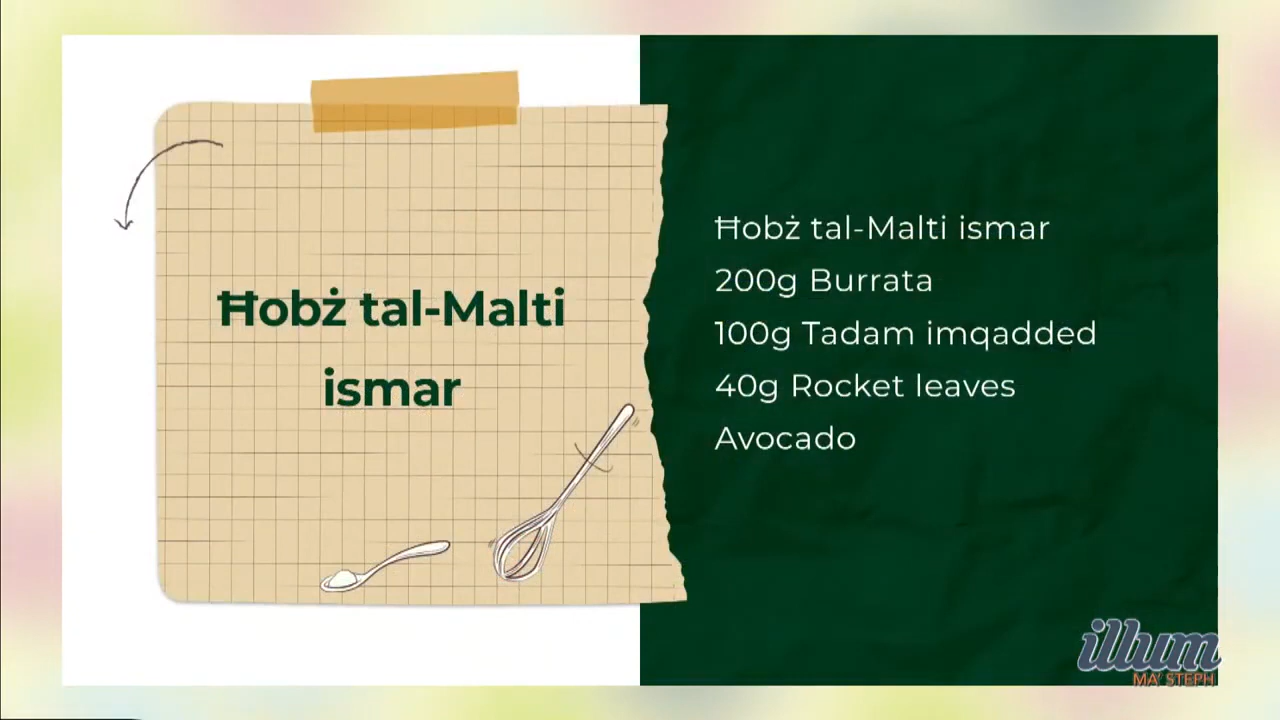 Ħobż tal-Malti
ismar
Ħobż tal-Malti ismar
200g Burrata
100g Tadam imqadded
40g Rocket leaves
Avocado
illum
MA' STEPH